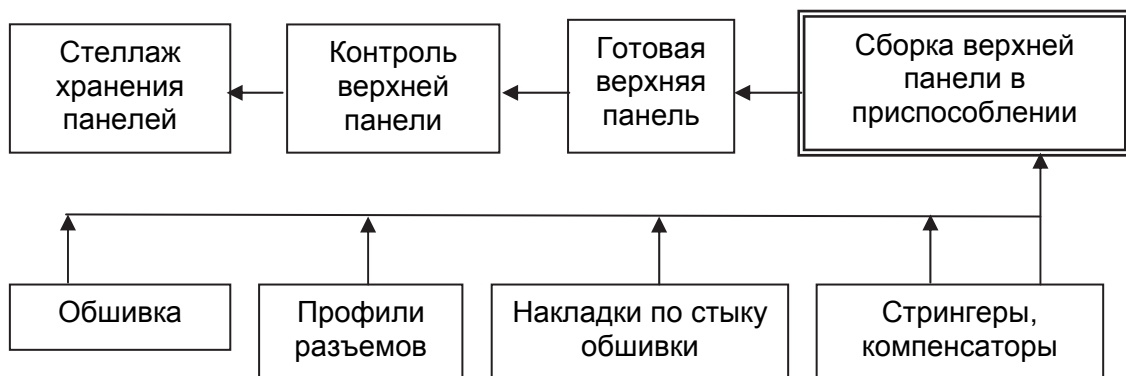 Стеллаж
хранения
панелей
Контроль
верхней
панели
Готовая
верхняя
панель
Сборка верхней
панели в
приспособлении
Обшивка
Профили
разъемов
Накладки по стыку
обшивки
Стрингеры,
компенсаторы